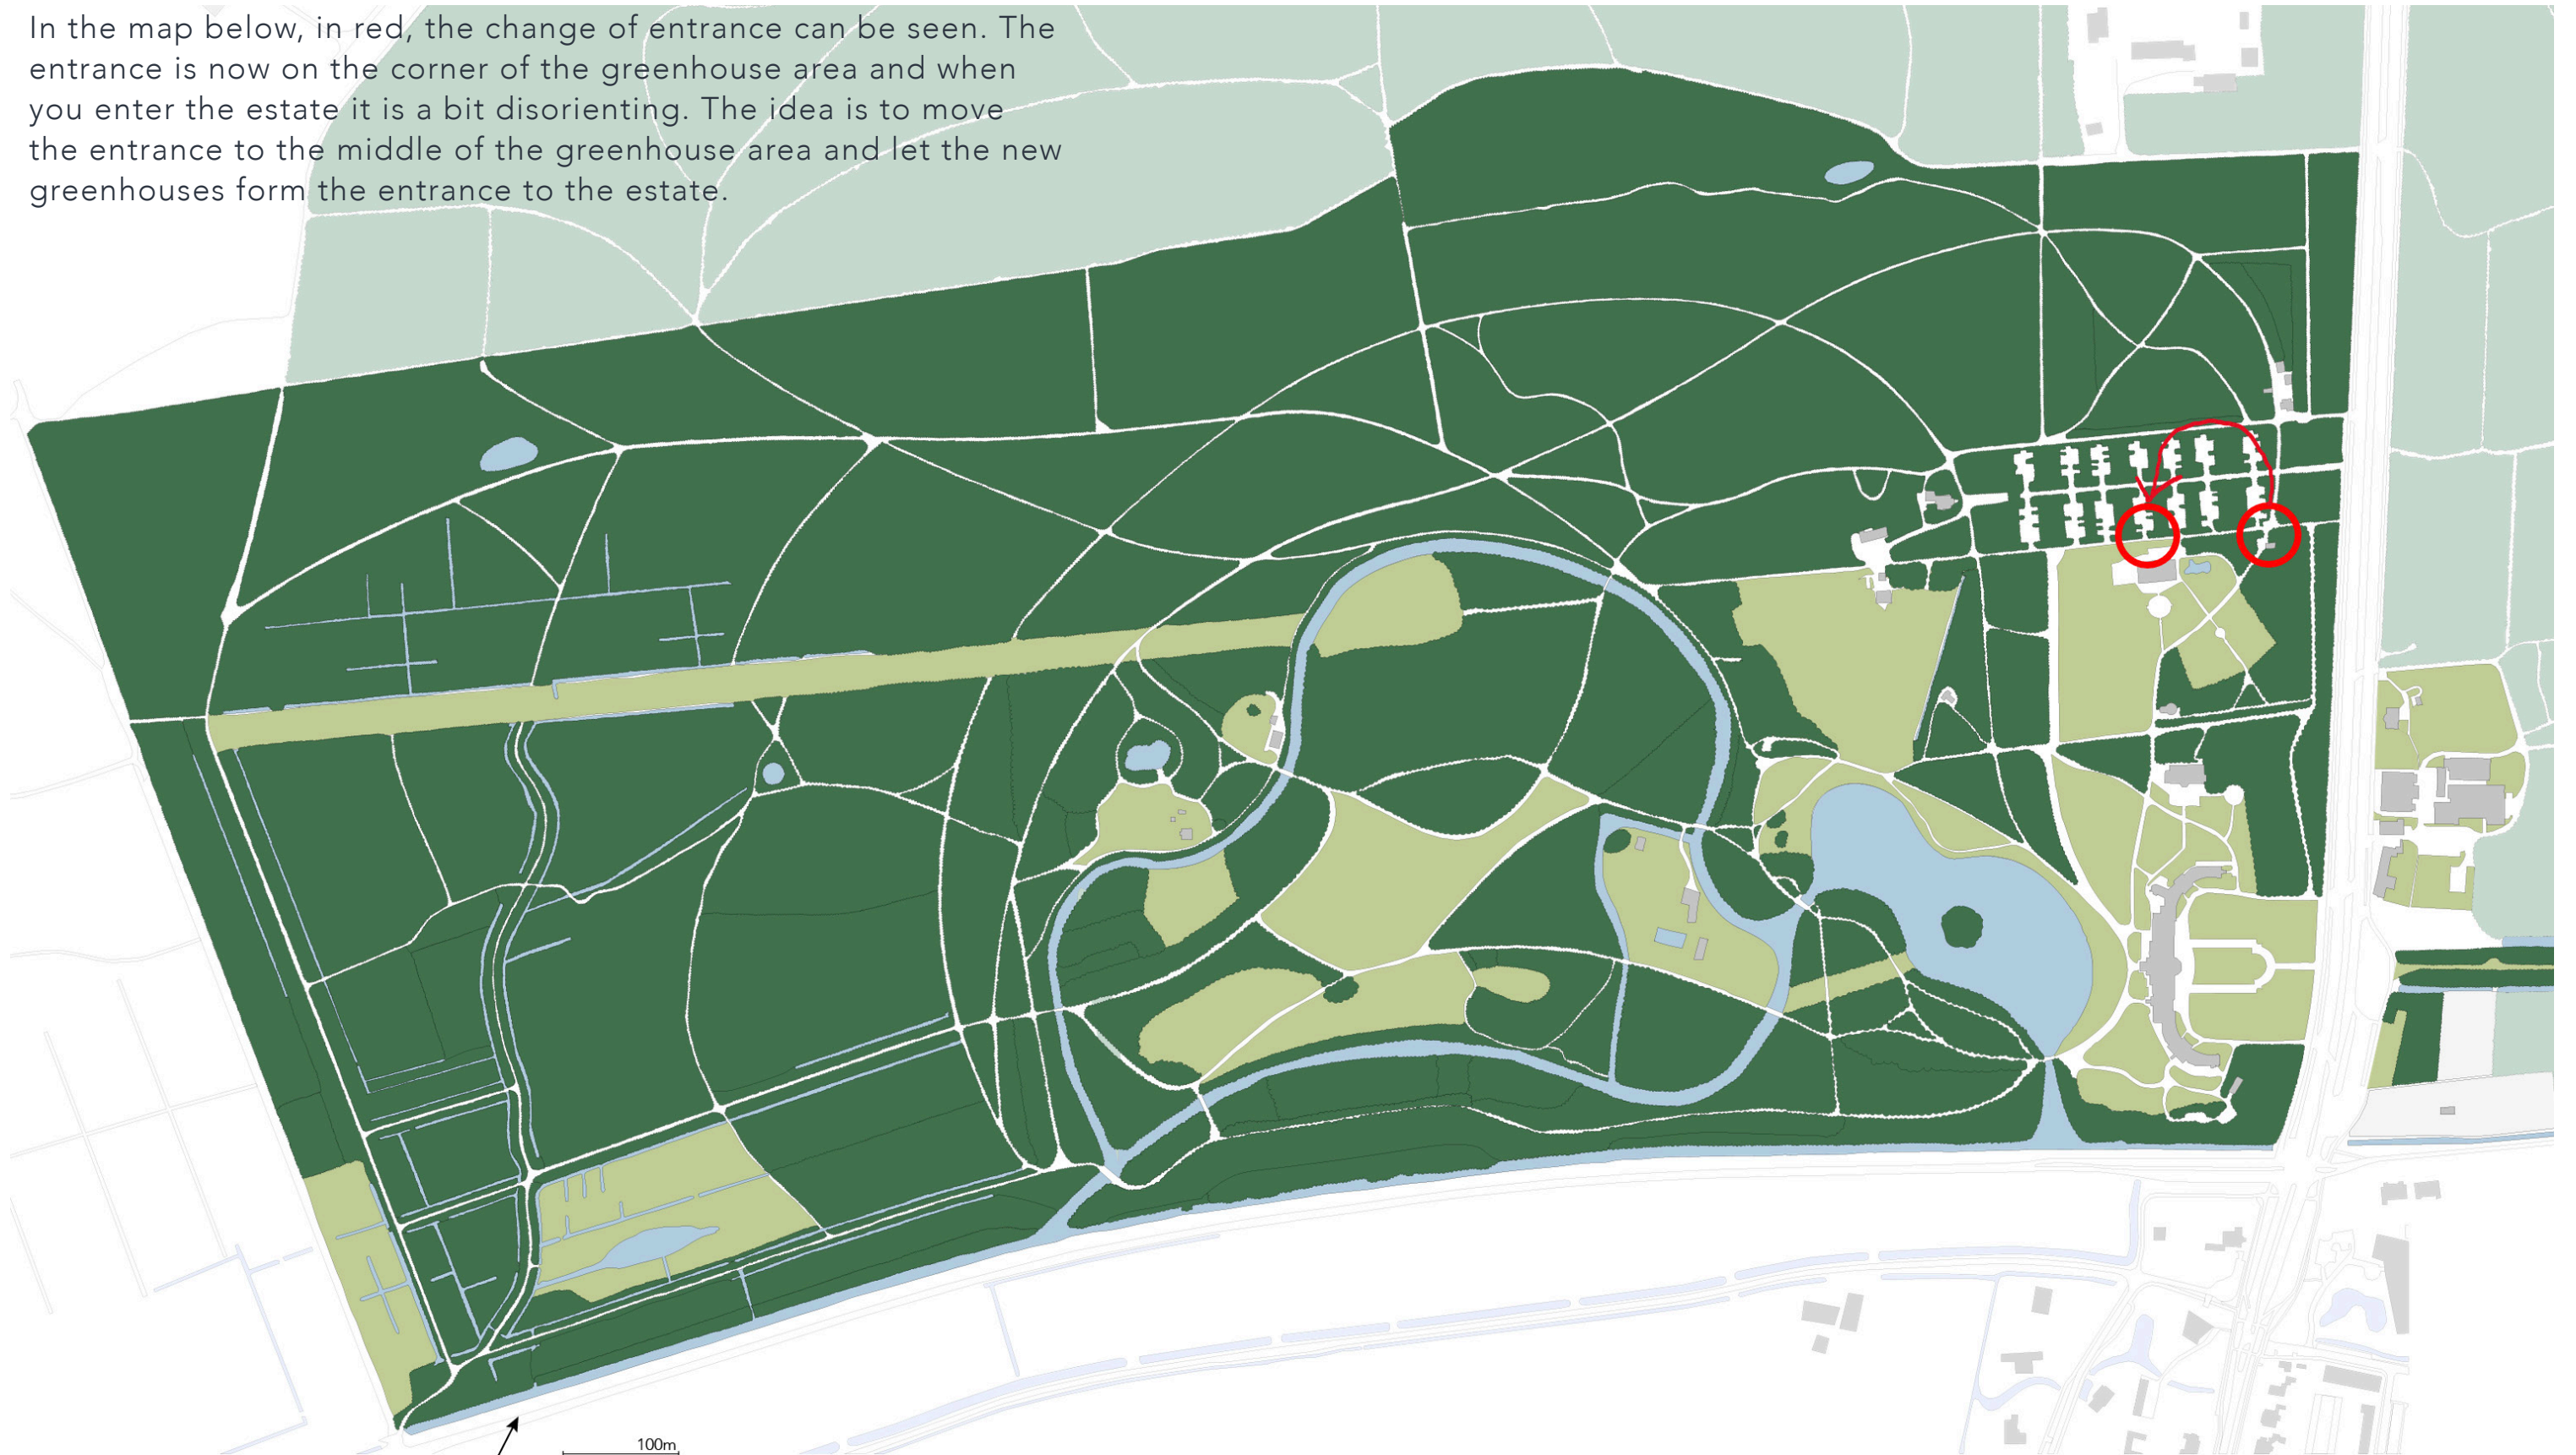 In the map below, in red, the change of entrance can be seen. The
entrance is now on the corner of the greenhouse area and when
you enter the estate it is a bit disorienting. The idea is to move
the entrance to the middle of the greenhouse area and let the new
greenhouses form the entrance to the estate.
100m